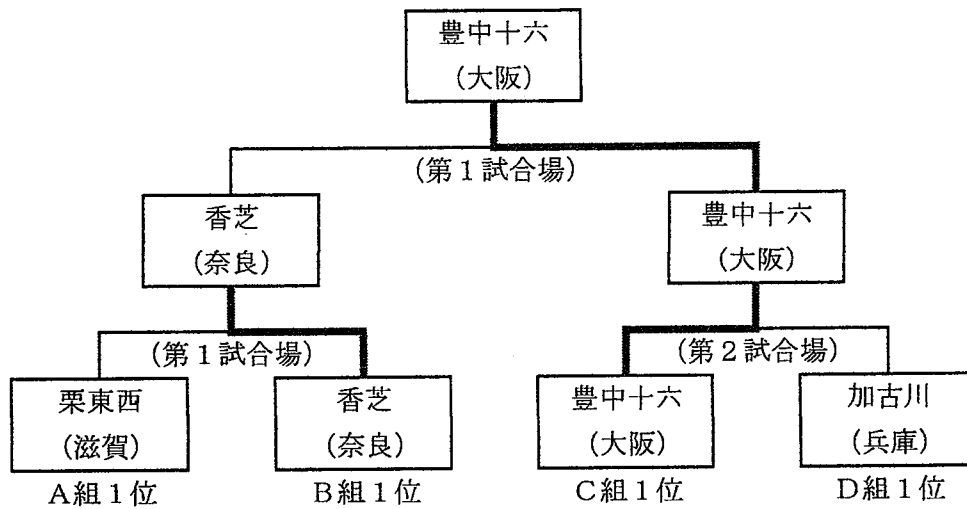 豊中十六
(大阪)
(第1試合場)
香芝
(奈良)
豊中十六
(大阪)
(第1試合場)
(第2試合場)
栗東西
(滋賀)
香芝
(奈良)
豊中十六
(大阪)
加古川
(兵庫)
A組1位
B組1位
C組1位
D組1位